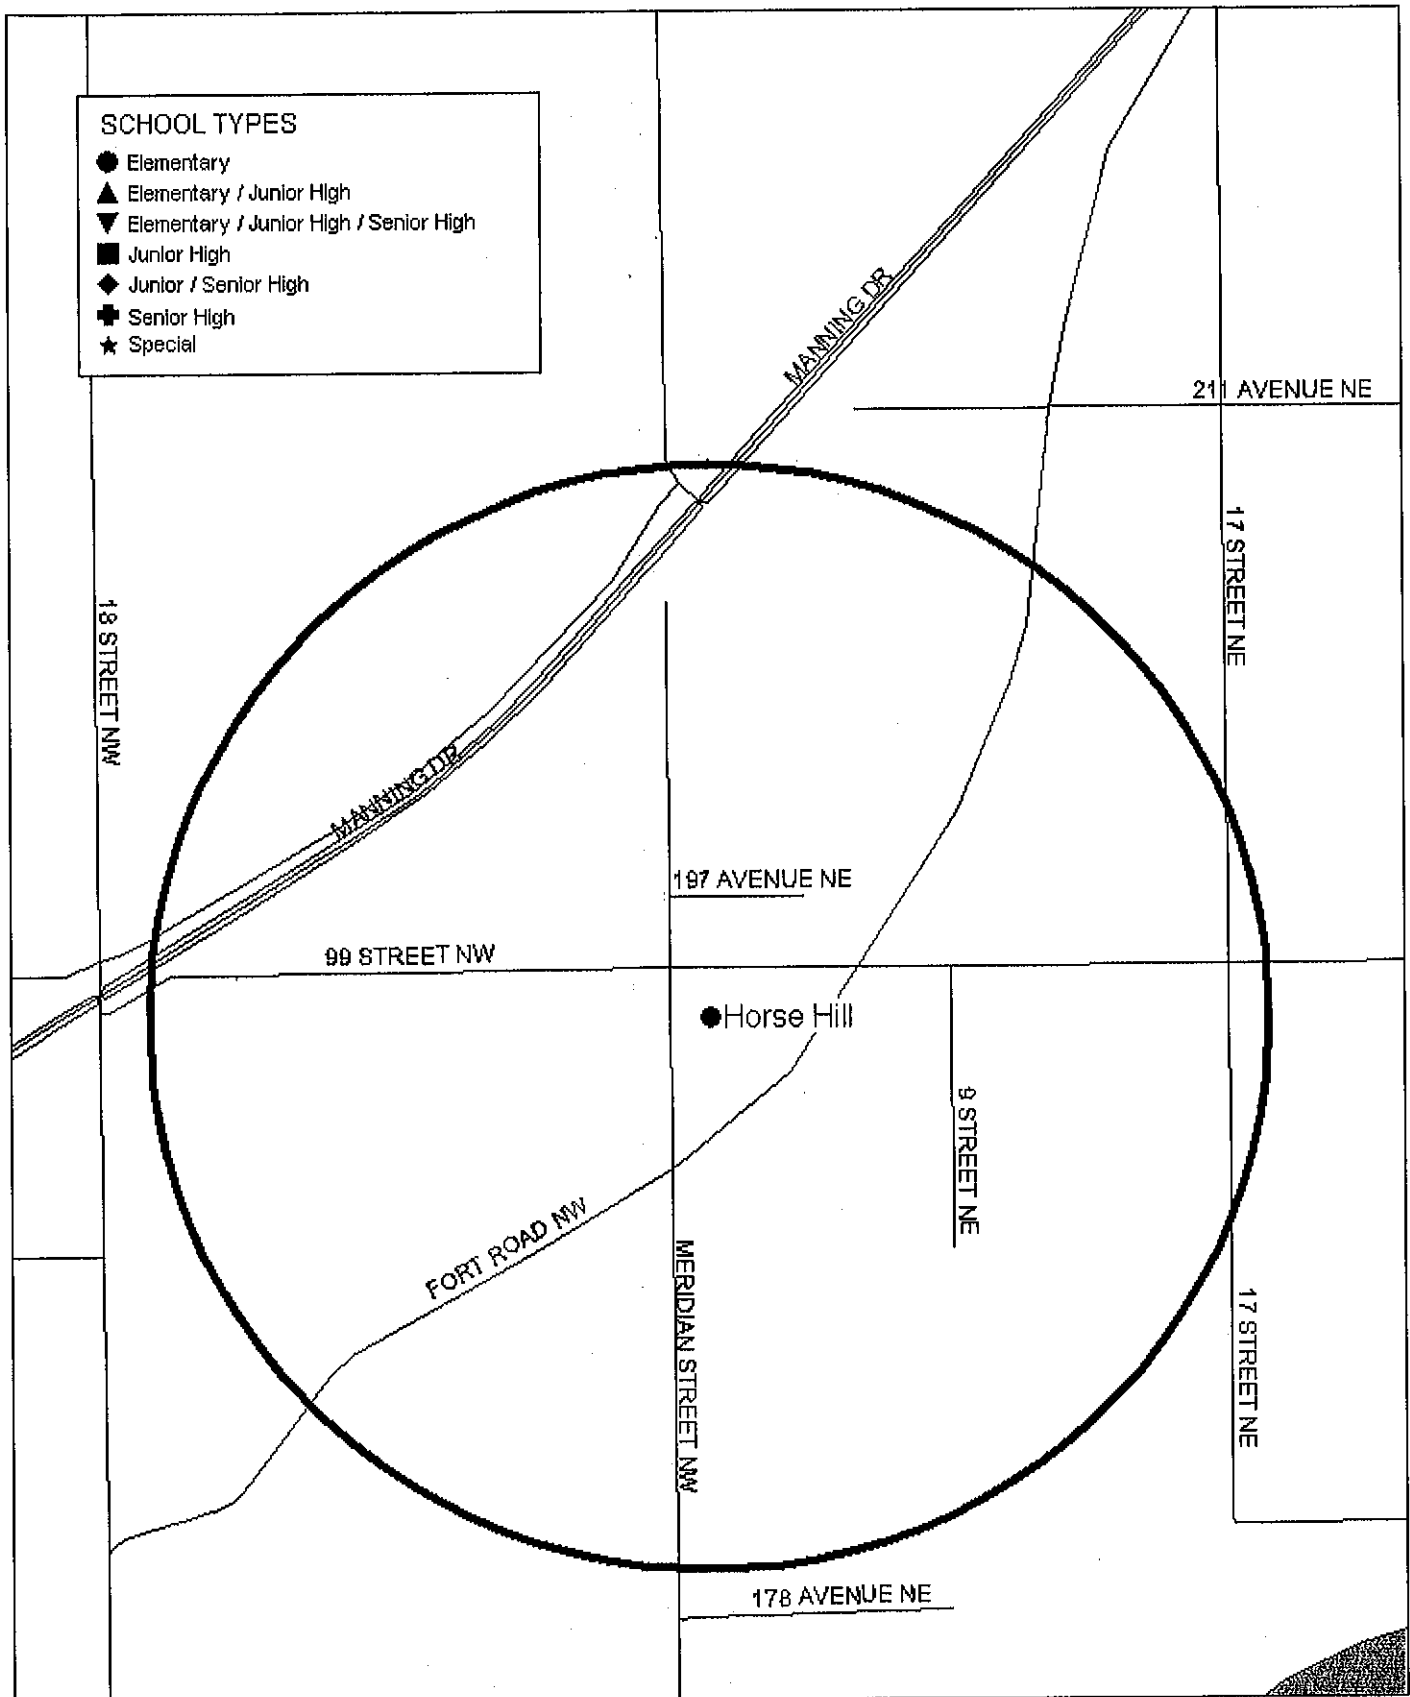 SCHOOL TYPES
Elementary
Elementary / Junior High
Elementary / Junior High / Senior High
Junior High
Junior / Senior High
Senior High
Special
MANNING DR
211 AVENUE NE
17 STREET NE
18 STREET NW
MANNING DR
197 AVENUE NE
99 STREET NW
Horse Hill
9 STREET NE
FORT ROAD NW
MERIDIAN STREET NW
17 STREET NE
178 AVENUE NE